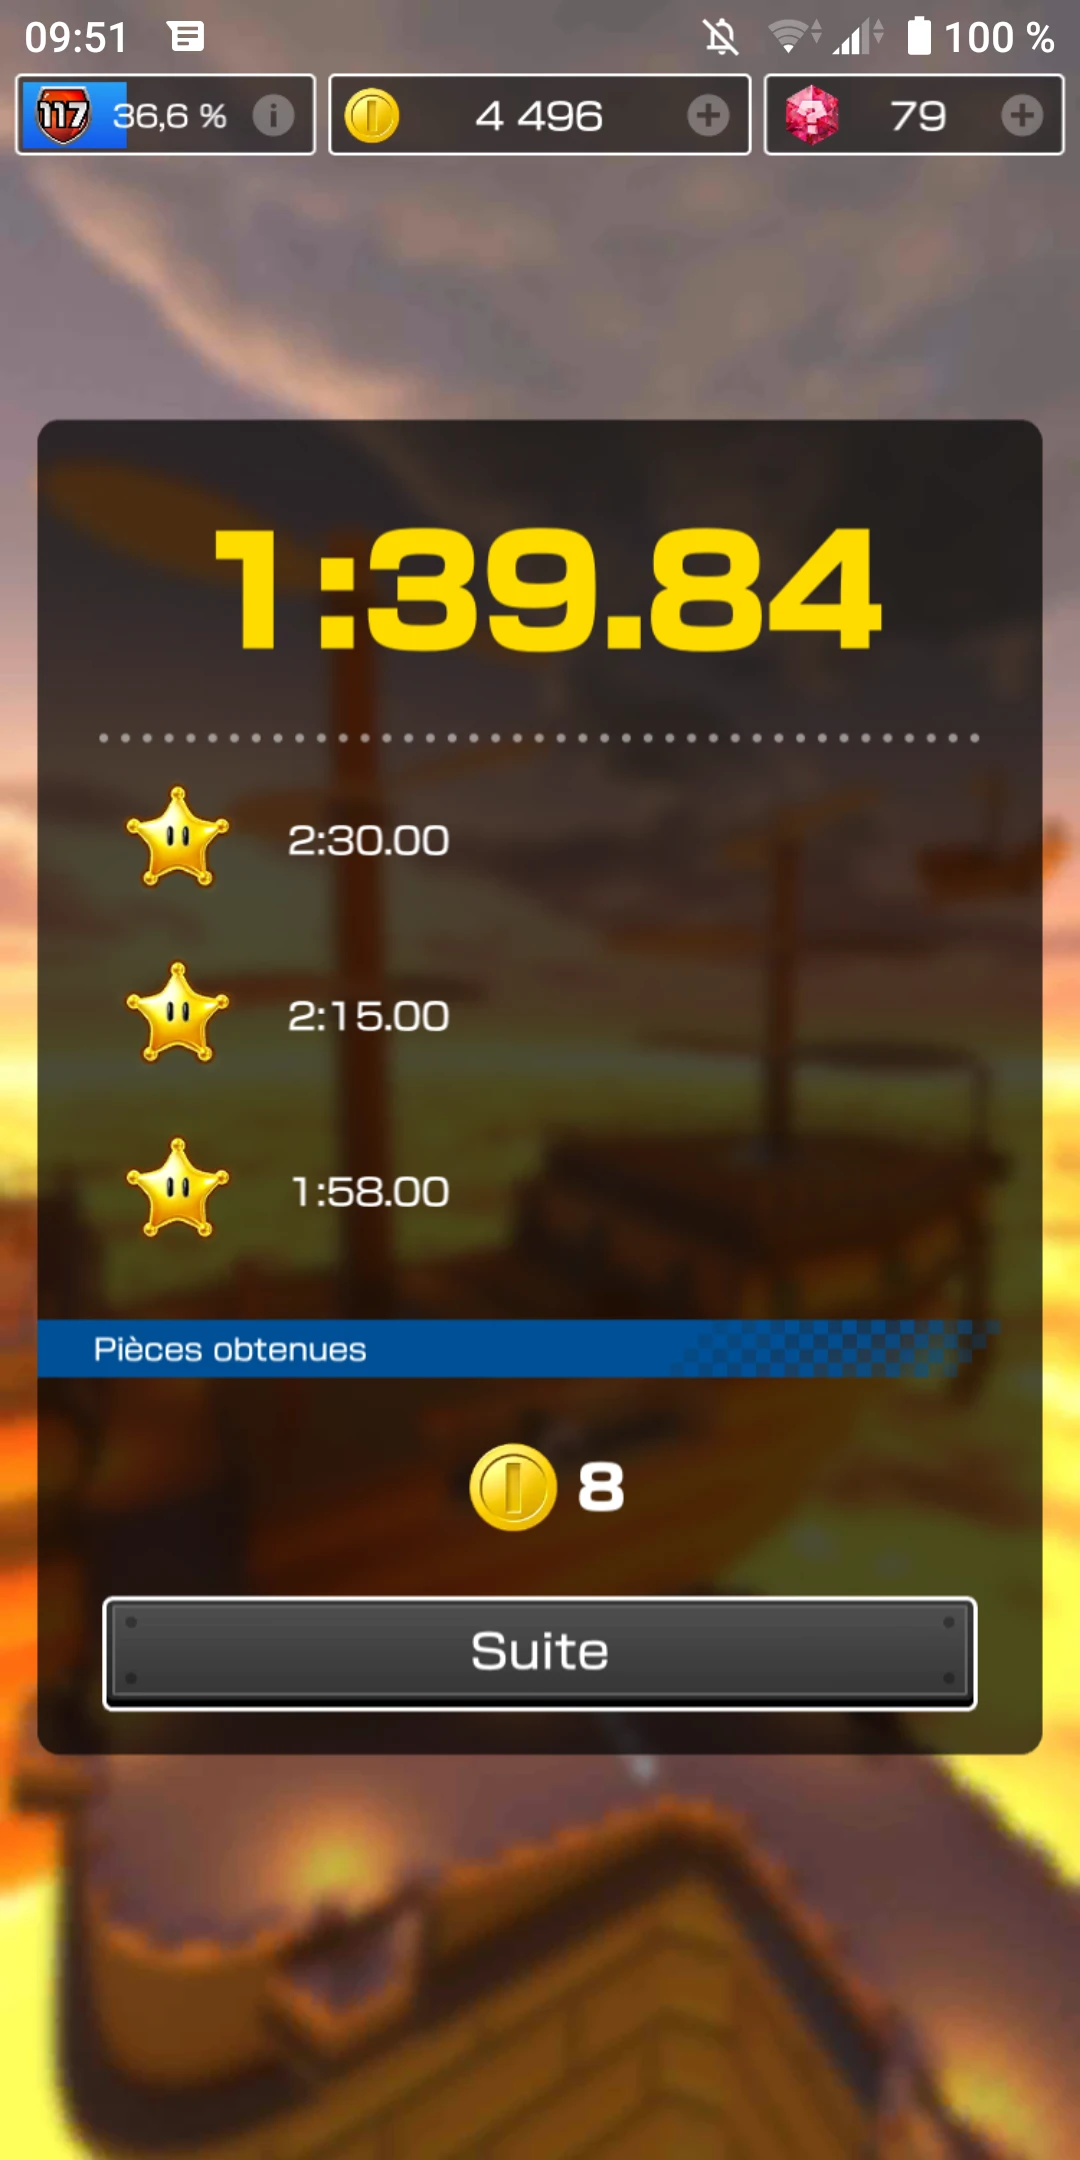 09:51 100 %
117 36,6 % i 4 496 + ? 79 +
1:39.84
2:30.00
2:15.00
1:58.00
Pièces obtenues
8
Suite